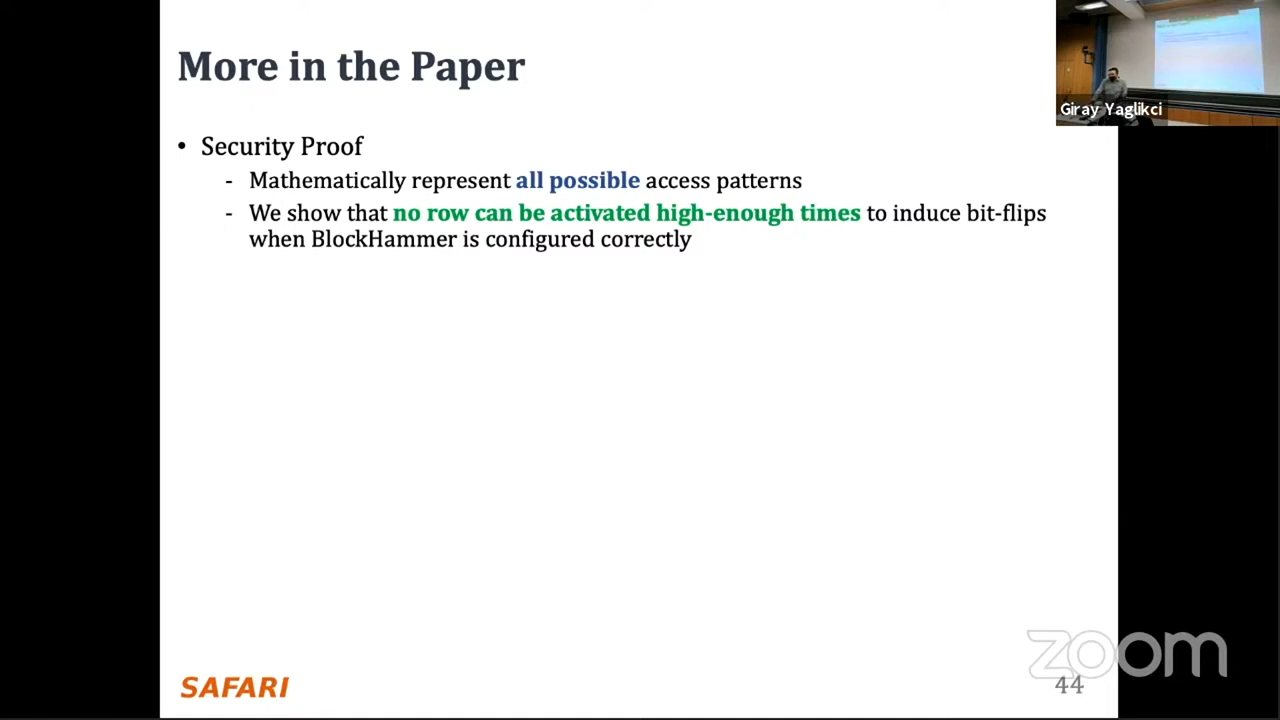 More in the Paper
Giray Yaglikci
• Security Proof
- Mathematically represent all possible access patterns
- We show that no row can be activated high-enough times to induce bit-flips
when BlockHammer is configured correctly
SAFARI
zoom
44